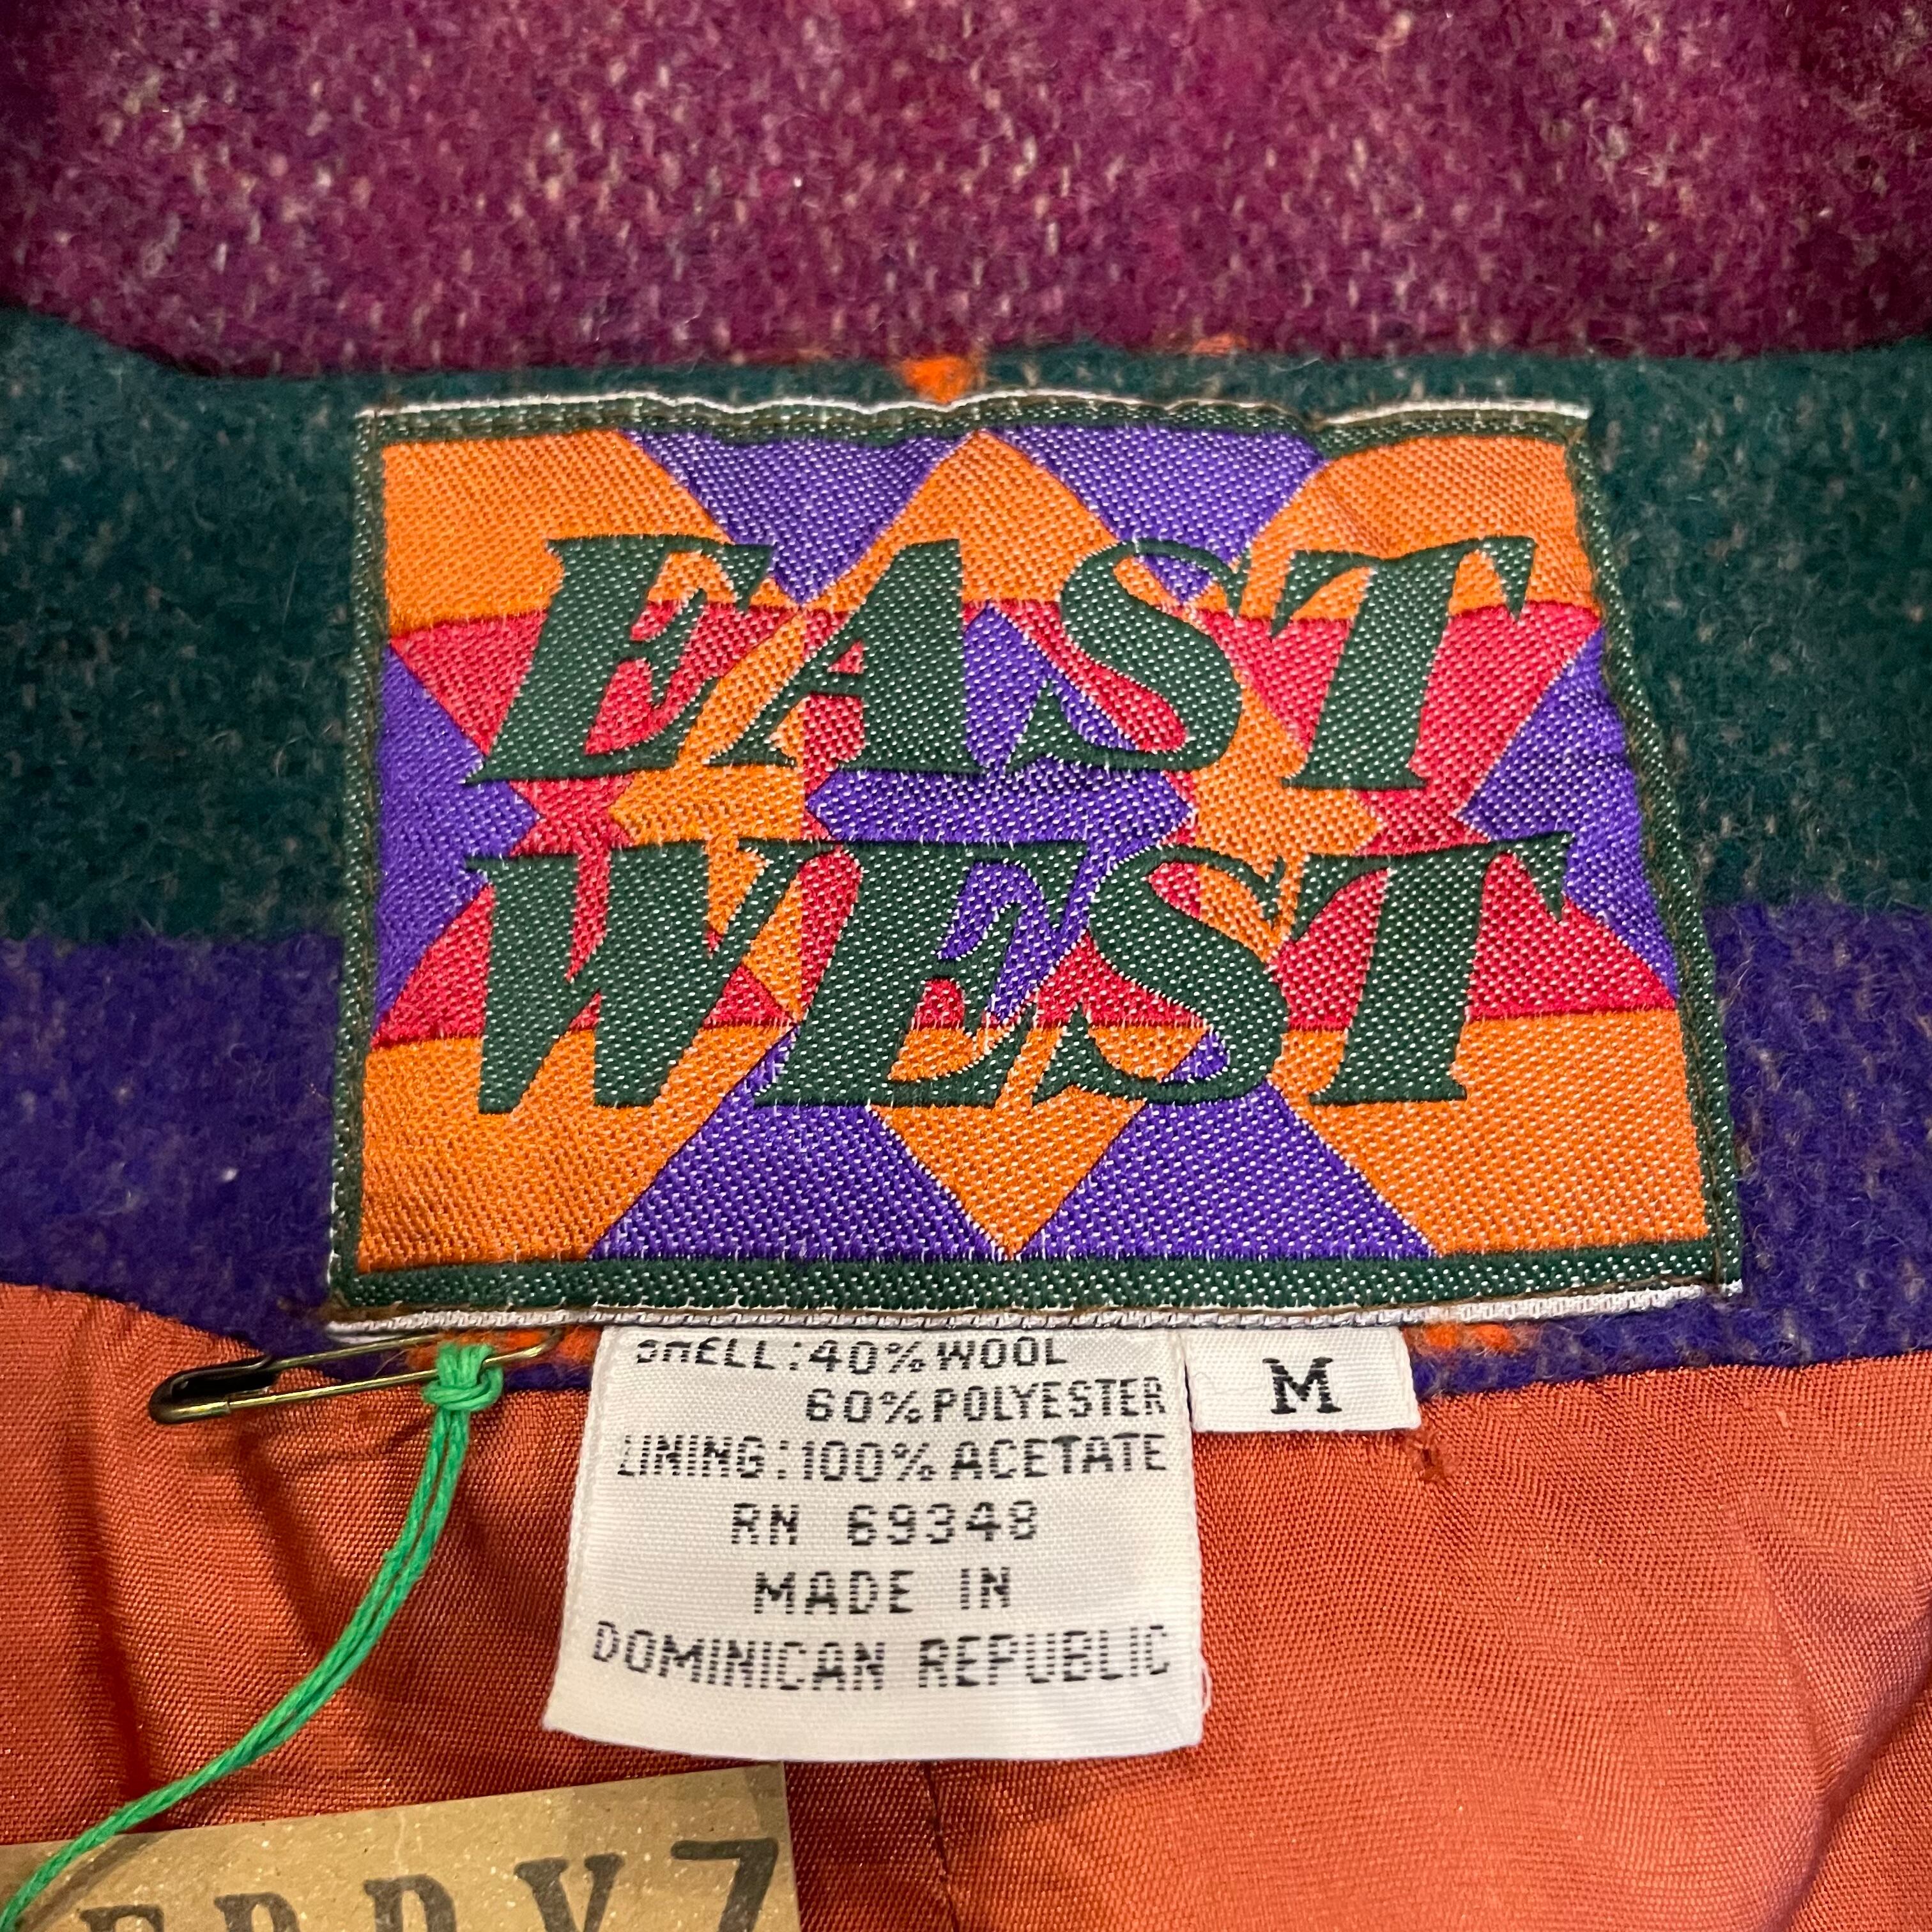 EAST
WEST
SHELL:40% WOOL
60% POLYESTER
LINING:100% ACETATE
RN 69348
MADE IN
DOMINICAN REPUBLIC
M